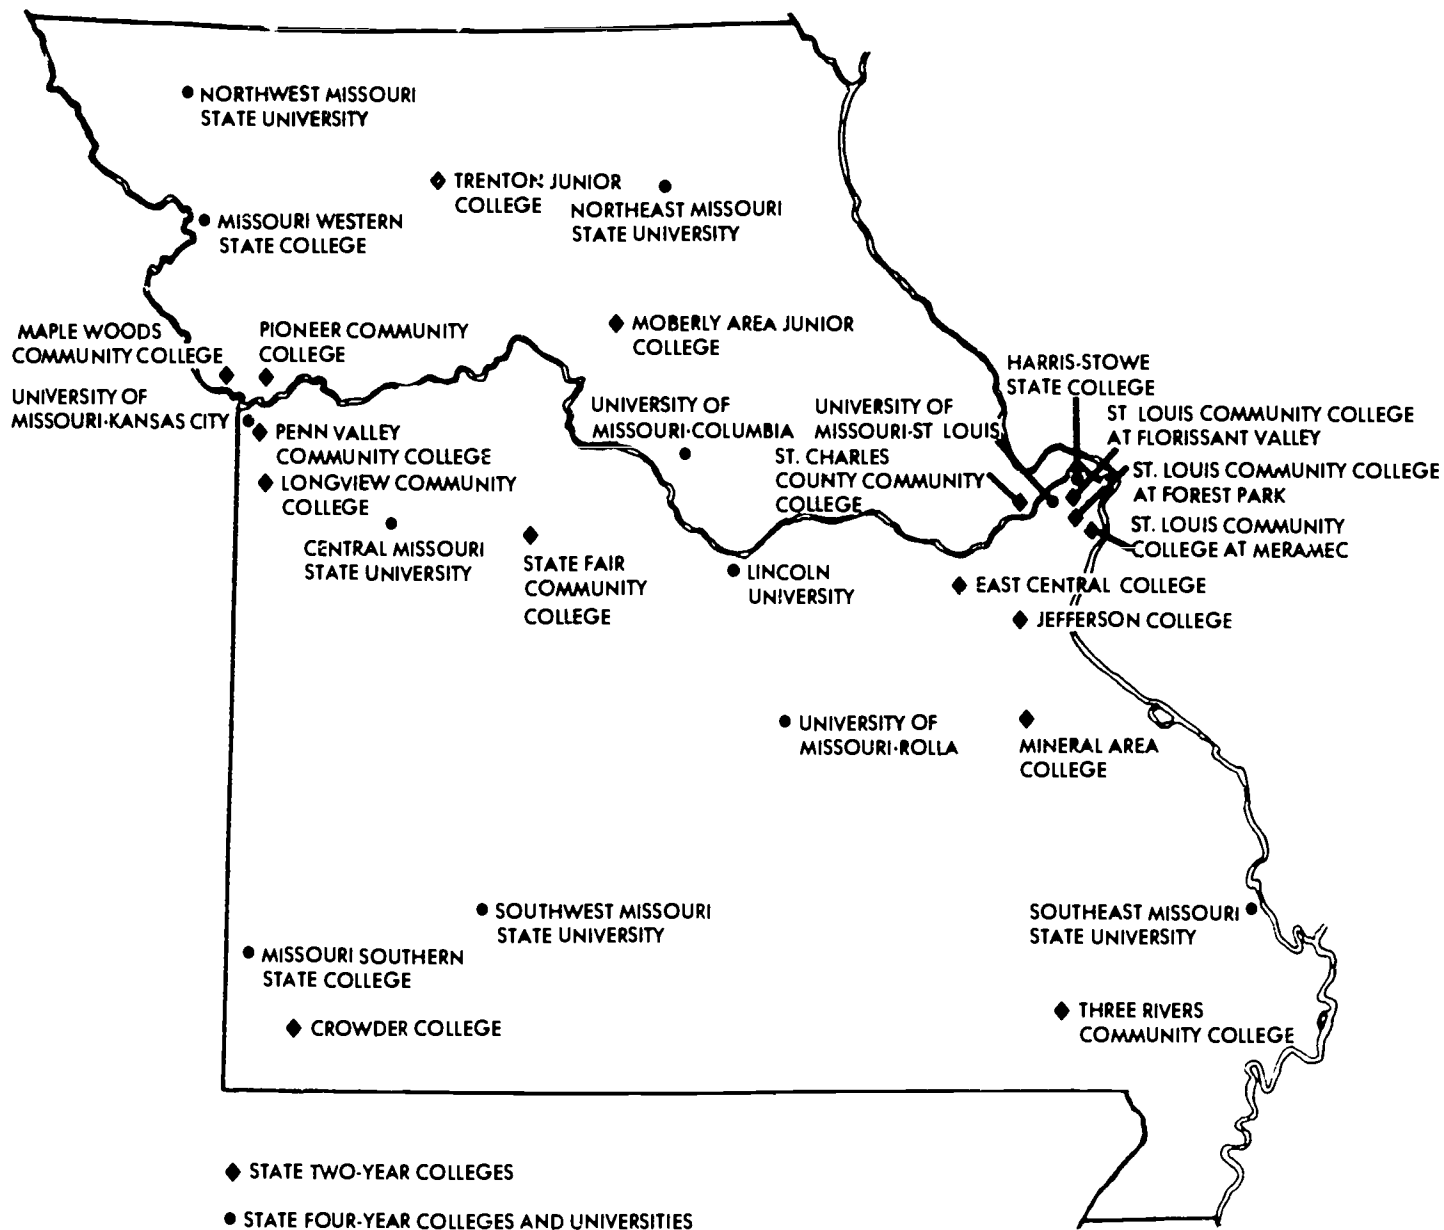 NORTHWEST MISSOURI
STATE UNIVERSITY
TRENTON JUNIOR
COLLEGE
NORTHEAST MISSOURI
STATE UNIVERSITY
MISSOURI WESTERN
STATE COLLEGE
MAPLE WOODS
COMMUNITY COLLEGE
PIONEER COMMUNITY
COLLEGE
MOBERLY AREA JUNIOR
COLLEGE
HARRIS-STOWE
STATE COLLEGE
UNIVERSITY OF
MISSOURI·KANSAS CITY
PENN VALLEY
COMMUNITY COLLEGE
LONGVIEW COMMUNITY
COLLEGE
UNIVERSITY OF
MISSOURI·COLUMBIA
UNIVERSITY OF
MISSOURI-ST LOUIS
ST. CHARLES
COUNTY COMMUNITY
COLLEGE
ST LOUIS COMMUNITY COLLEGE
AT FLORISSANT VALLEY
ST. LOUIS COMMUNITY COLLEGE
AT FOREST PARK
ST. LOUIS COMMUNITY
COLLEGE AT MERAMEC
CENTRAL MISSOURI
STATE UNIVERSITY
STATE FAIR
COMMUNITY
COLLEGE
LINCOLN
UNIVERSITY
EAST CENTRAL COLLEGE
JEFFERSON COLLEGE
UNIVERSITY OF
MISSOURI·ROLLA
MINERAL AREA
COLLEGE
SOUTHWEST MISSOURI
STATE UNIVERSITY
SOUTHEAST MISSOURI
STATE UNIVERSITY
MISSOURI SOUTHERN
STATE COLLEGE
CROWDER COLLEGE
THREE RIVERS
COMMUNITY COLLEGE
STATE TWO-YEAR COLLEGES
STATE FOUR-YEAR COLLEGES AND UNIVERSITIES